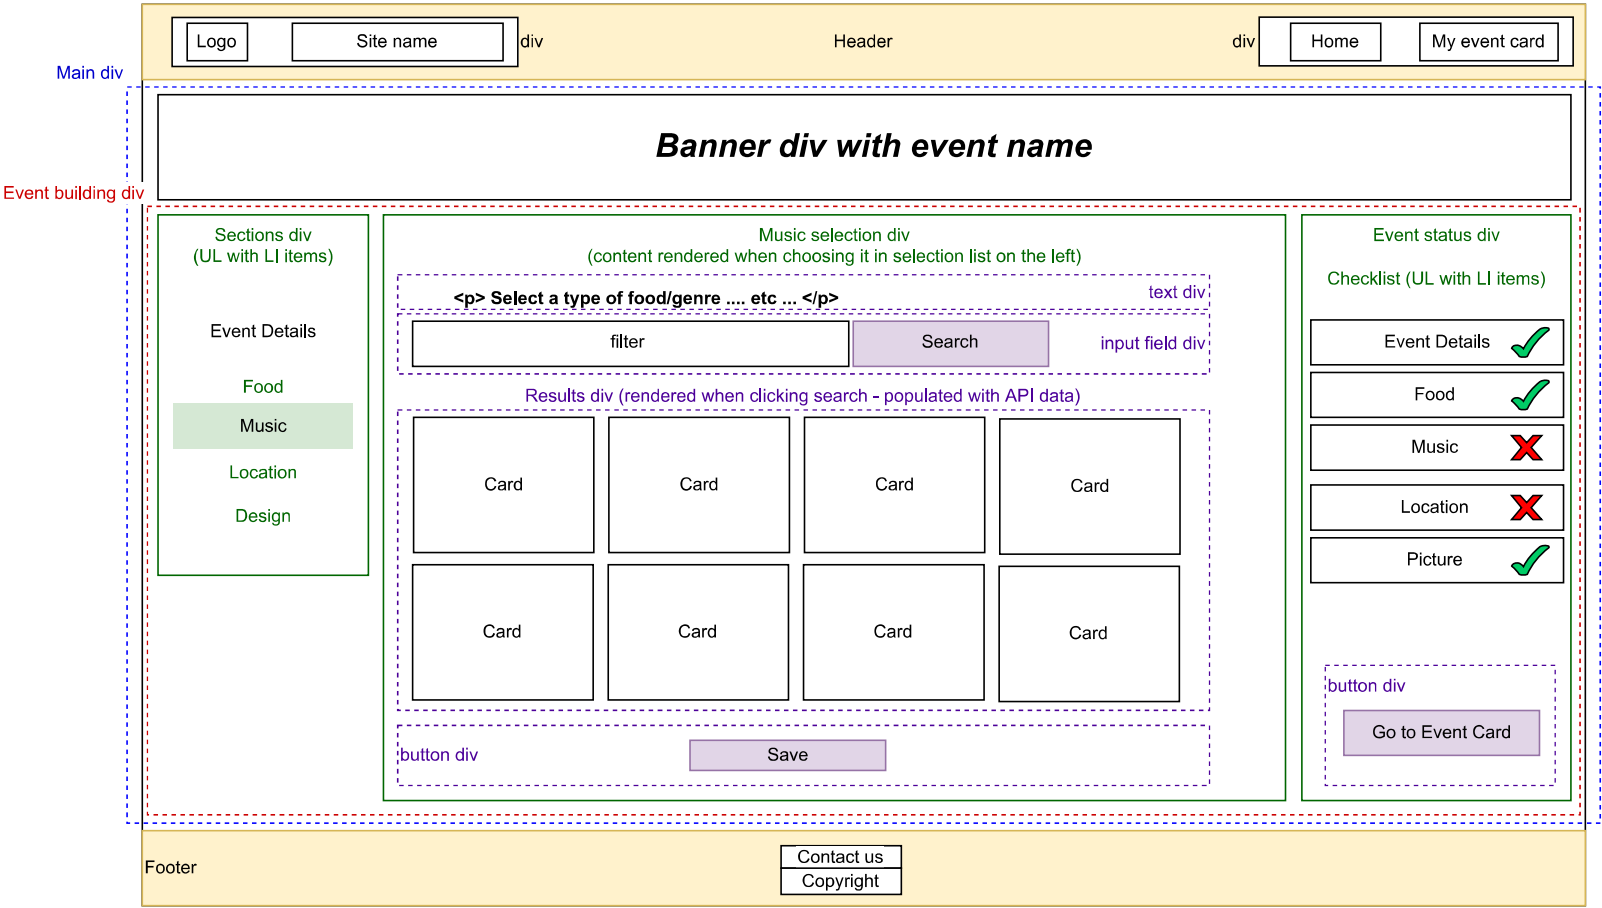 Logo
Site name
div
Header
div
Home
My event card
Main div
Banner div with event name
Event building div
Sections div
(UL with LI items)
Event Details
Food
Music
Location
Design
Music selection div
(content rendered when choosing it in selection list on the left)
<p> Select a type of food/genre .... etc ... </p>
text div
filter
Search
input field div
Results div (rendered when clicking search - populated with API data)
Card
Card
Card
Card
Card
Card
Card
Card
button div
Save
Event status div
Checklist (UL with LI items)
Event Details
Food
Music
Location
Picture
button div
Go to Event Card
Footer
Contact us
Copyright